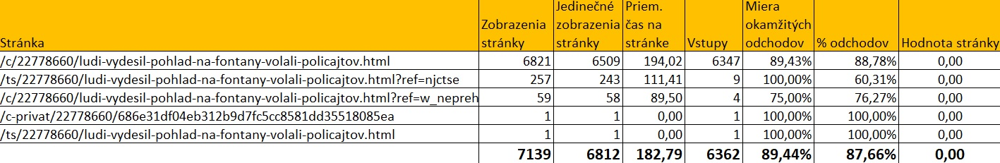 Stránka Zobrazenia stránky Jedinečné zobrazenia stránky Priem. čas na stránke Vstupy Miera okamžitých odchodov % odchodov Hodnota stránky
/c/22778660/ludi-vydesil-pohlad-na-fontany-volali-policajtov.html 6821 6509 194,02 6347 89,43% 88,78% 0,00
/ts/22778660/ludi-vydesil-pohlad-na-fontany-volali-policajtov.html?ref=njctse 257 243 111,41 9 100,00% 60,31% 0,00
/c/22778660/ludi-vydesil-pohlad-na-fontany-volali-policajtov.html?ref=w_nepreh 59 58 89,50 4 75,00% 76,27% 0,00
/c-privat/22778660/686e31df04eb312b9d7fc5cc8581dd35518085ea 1 1 0,00 1 100,00% 100,00% 0,00
/ts/22778660/ludi-vydesil-pohlad-na-fontany-volali-policajtov.html 1 1 0,00 1 100,00% 100,00% 0,00
7139 6812 182,79 6362 89,44% 87,66% 0,00